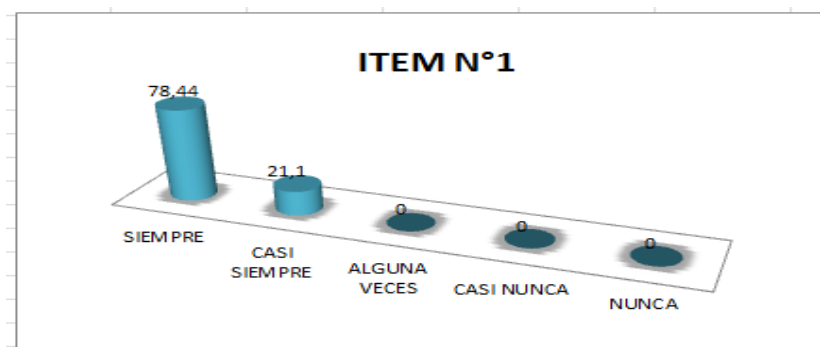 ITEM N°1
78,44
21,1
0
0
0
SIEMPRE
CASI
SIEMPRE
ALGUNA
VECES
CASI NUNCA
NUNCA